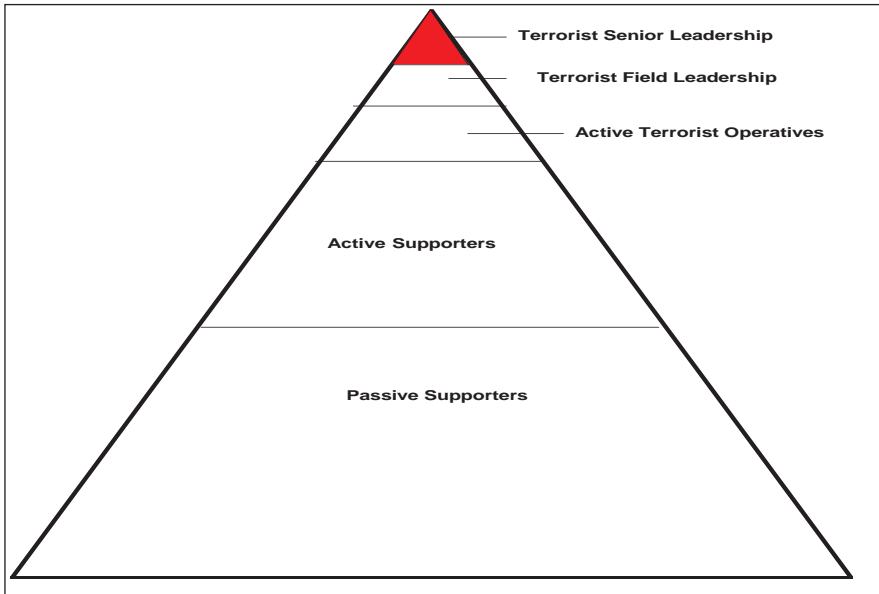 Terrorist Senior Leadership
Terrorist Field Leadership
Active Terrorist Operatives
Active Supporters
Passive Supporters